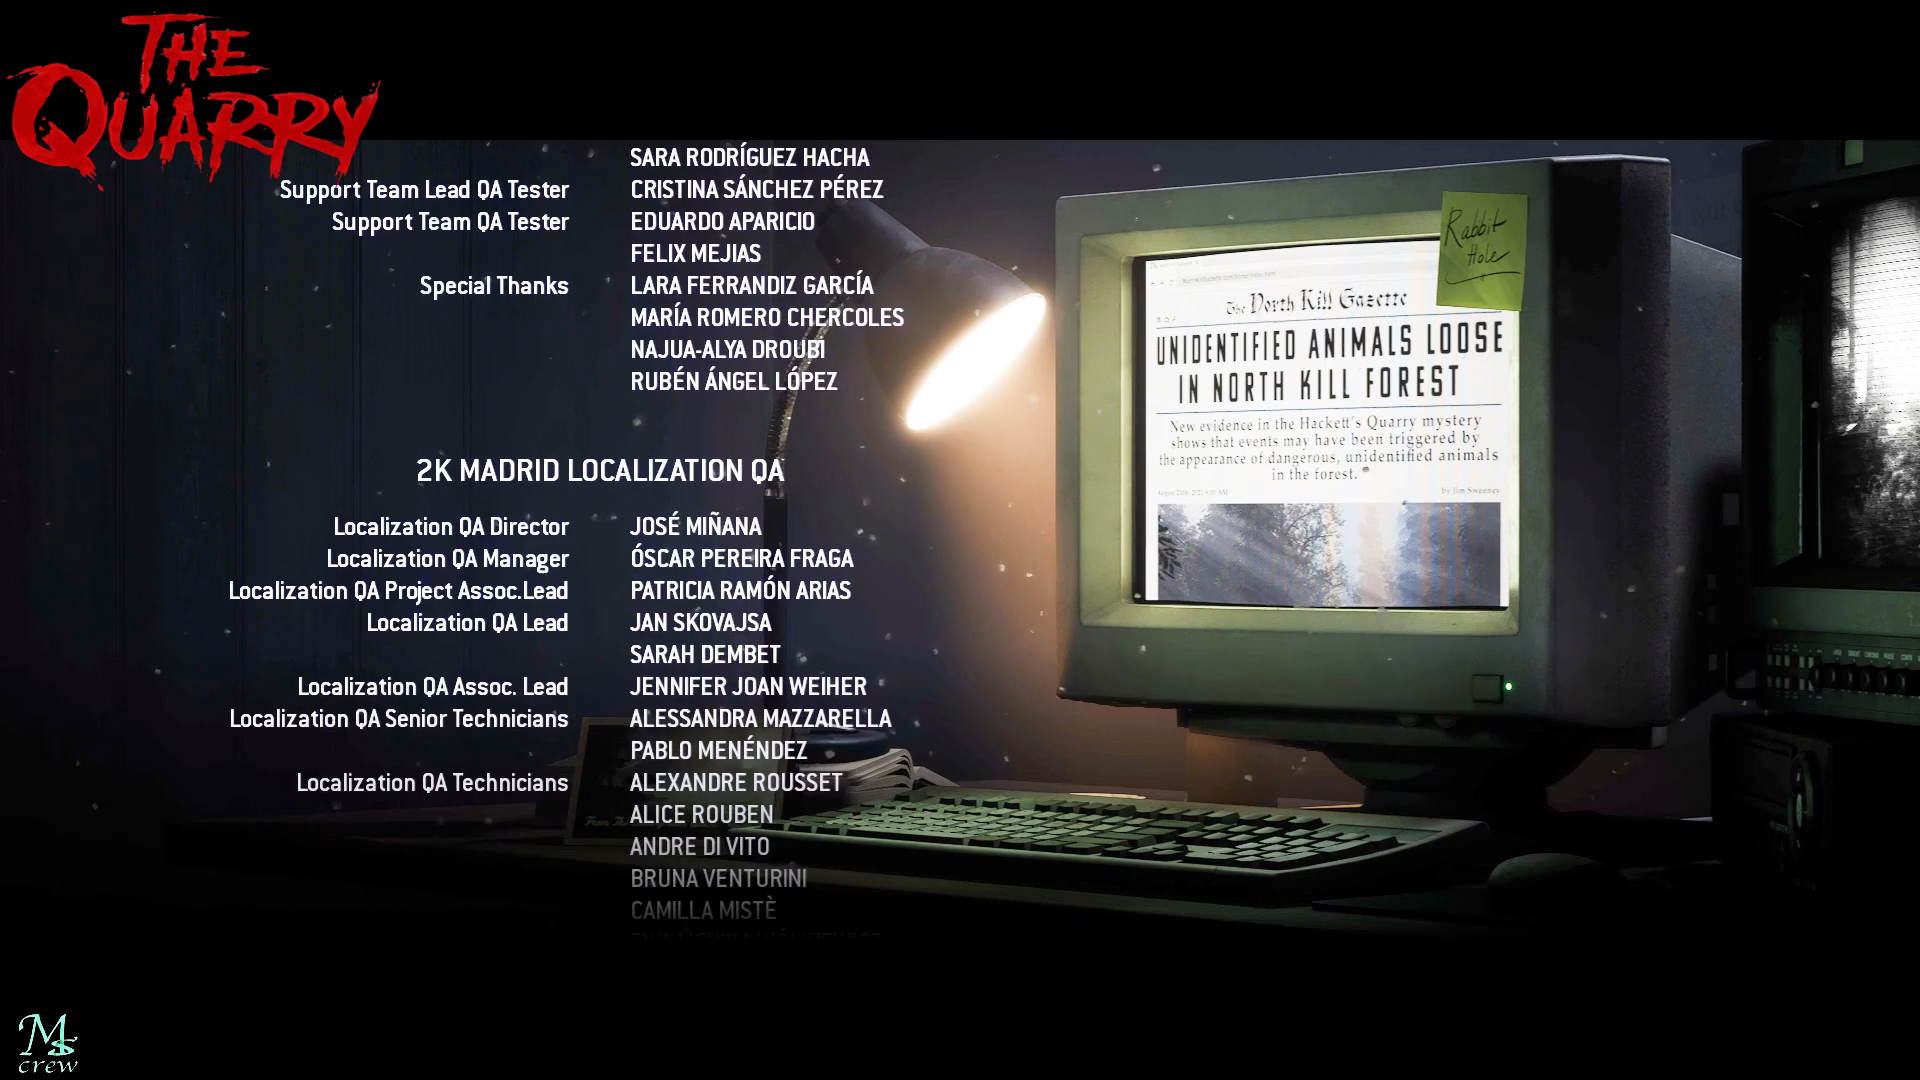 THE
QUARRY
SARA RODRÍGUEZ HACHA
Support Team Lead QA Tester CRISTINA SÁNCHEZ PÉREZ
Support Team QA Tester EDUARDO APARICIO
FELIX MEJIAS
Special Thanks LARA FERRANDIZ GARCÍA
MARÍA ROMERO CHERCOLES
NAJUA-ALYA DROUBI
RUBÉN ÁNGEL LÓPEZ
2K MADRID LOCALIZATION QA
Localization QA Director JOSÉ MIÑANA
Localization QA Manager ÓSCAR PEREIRA FRAGA
Localization QA Project Assoc.Lead PATRICIA RAMÓN ARIAS
Localization QA Lead JAN SKOVAJSA
SARAH DEMBET
Localization QA Assoc. Lead JENNIFER JOAN WEIHER
Localization QA Senior Technicians ALESSANDRA MAZZARELLA
PABLO MENÉNDEZ
Localization QA Technicians ALEXANDRE ROUSSET
ALICE ROUBEN
ANDRE DI VITO
BRUNA VENTURINI
CAMILLA MISTÈ
Rabbit
Hole
The North Kill Gazette
UNIDENTIFIED ANIMALS LOOSE
IN NORTH KILL FOREST
New evidence in the Hackett's Quarry mystery
shows that events may have been triggered by
the appearance of dangerous, unidentified animals
in the forest.
by Jim Sweeney
Ms
crew